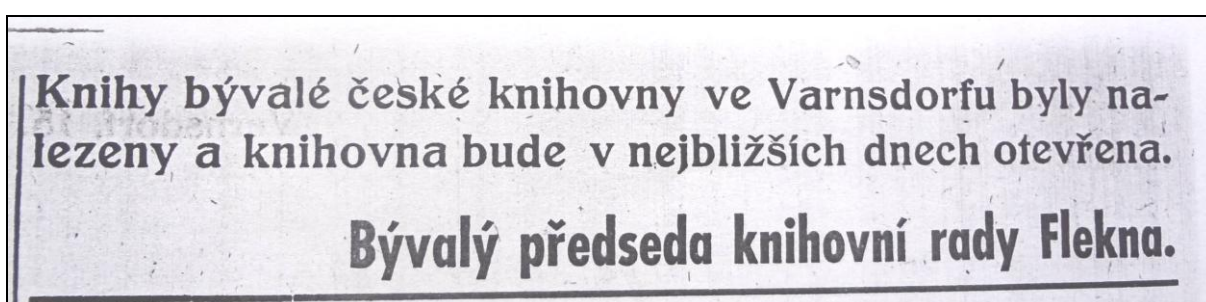 Knihy bývalé české knihovny ve Varnsdorfu byly na-
lezeny a knihovna bude v nejbližších dnech otevřena.
Bývalý předseda knihovní rady Flekna.